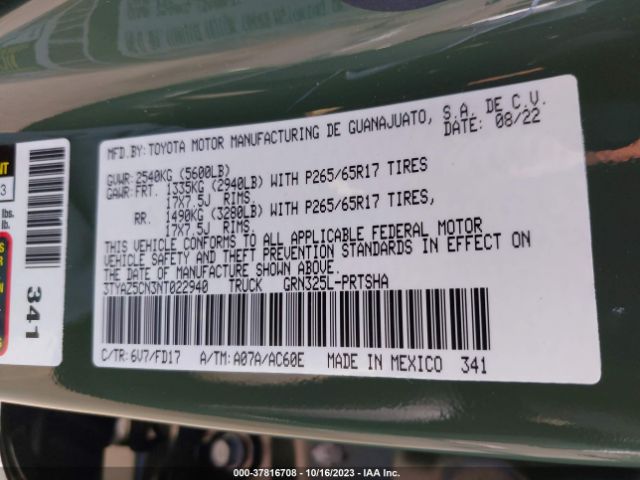 MFD.BY:TOYOTA MOTOR MANUFACTURING DE GUANAJUATO, S.A. DE C.V.
DATE: 08/22
GVWR:2540KG (5600LB)
GAWR:FRT. 1335KG (2940LB) WITH P265/65R17 TIRES
17X7.5J RIMS,
RR. 1490KG (3280LB) WITH P265/65R17 TIRES,
17X7.5J RIMS,
THIS VEHICLE CONFORMS TO ALL APPLICABLE FEDERAL MOTOR
VEHICLE SAFETY AND THEFT PREVENTION STANDARDS IN EFFECT ON
THE DATE OF MANUFACTURE SHOWN ABOVE.
3TYAZ5CN3NT022940 TRUCK GRN325L-PRTSHA
C/TR: 6V7/FD17 A/TM: A07A/AC60E MADE IN MEXICO 341
3
lbs.
lbs.
341
000-37816708 | 10/16/2023 | IAA Inc.